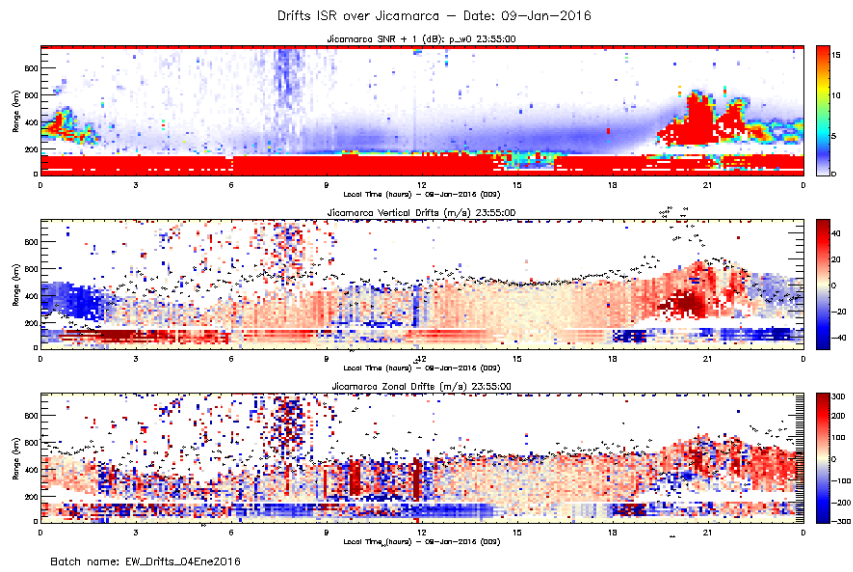 Drifts ISR over Jicamarca – Date: 09-Jan-2016
Jicamarca SNR + 1 (dB): p_w0 23:55:00
Range (km)
800
600
400
200
0
0 3 6 9 12 15 18 21 0
Local Time (hours) – 09-Jan-2016 (009)
15
10
5
0
Jicamarca Vertical Drifts (m/s) 23:55:00
Range (km)
800
600
400
200
0
0 3 6 9 12 15 18 21 0
Local Time (hours) – 09-Jan-2016 (009)
40
20
0
-20
-40
Jicamarca Zonal Drifts (m/s) 23:55:00
Range (km)
800
600
400
200
0
0 3 6 9 12 15 18 21 0
Local Time (hours) – 09-Jan-2016 (009)
300
200
100
0
-100
-200
-300
Batch name: EW_Drifts_04Ene2016